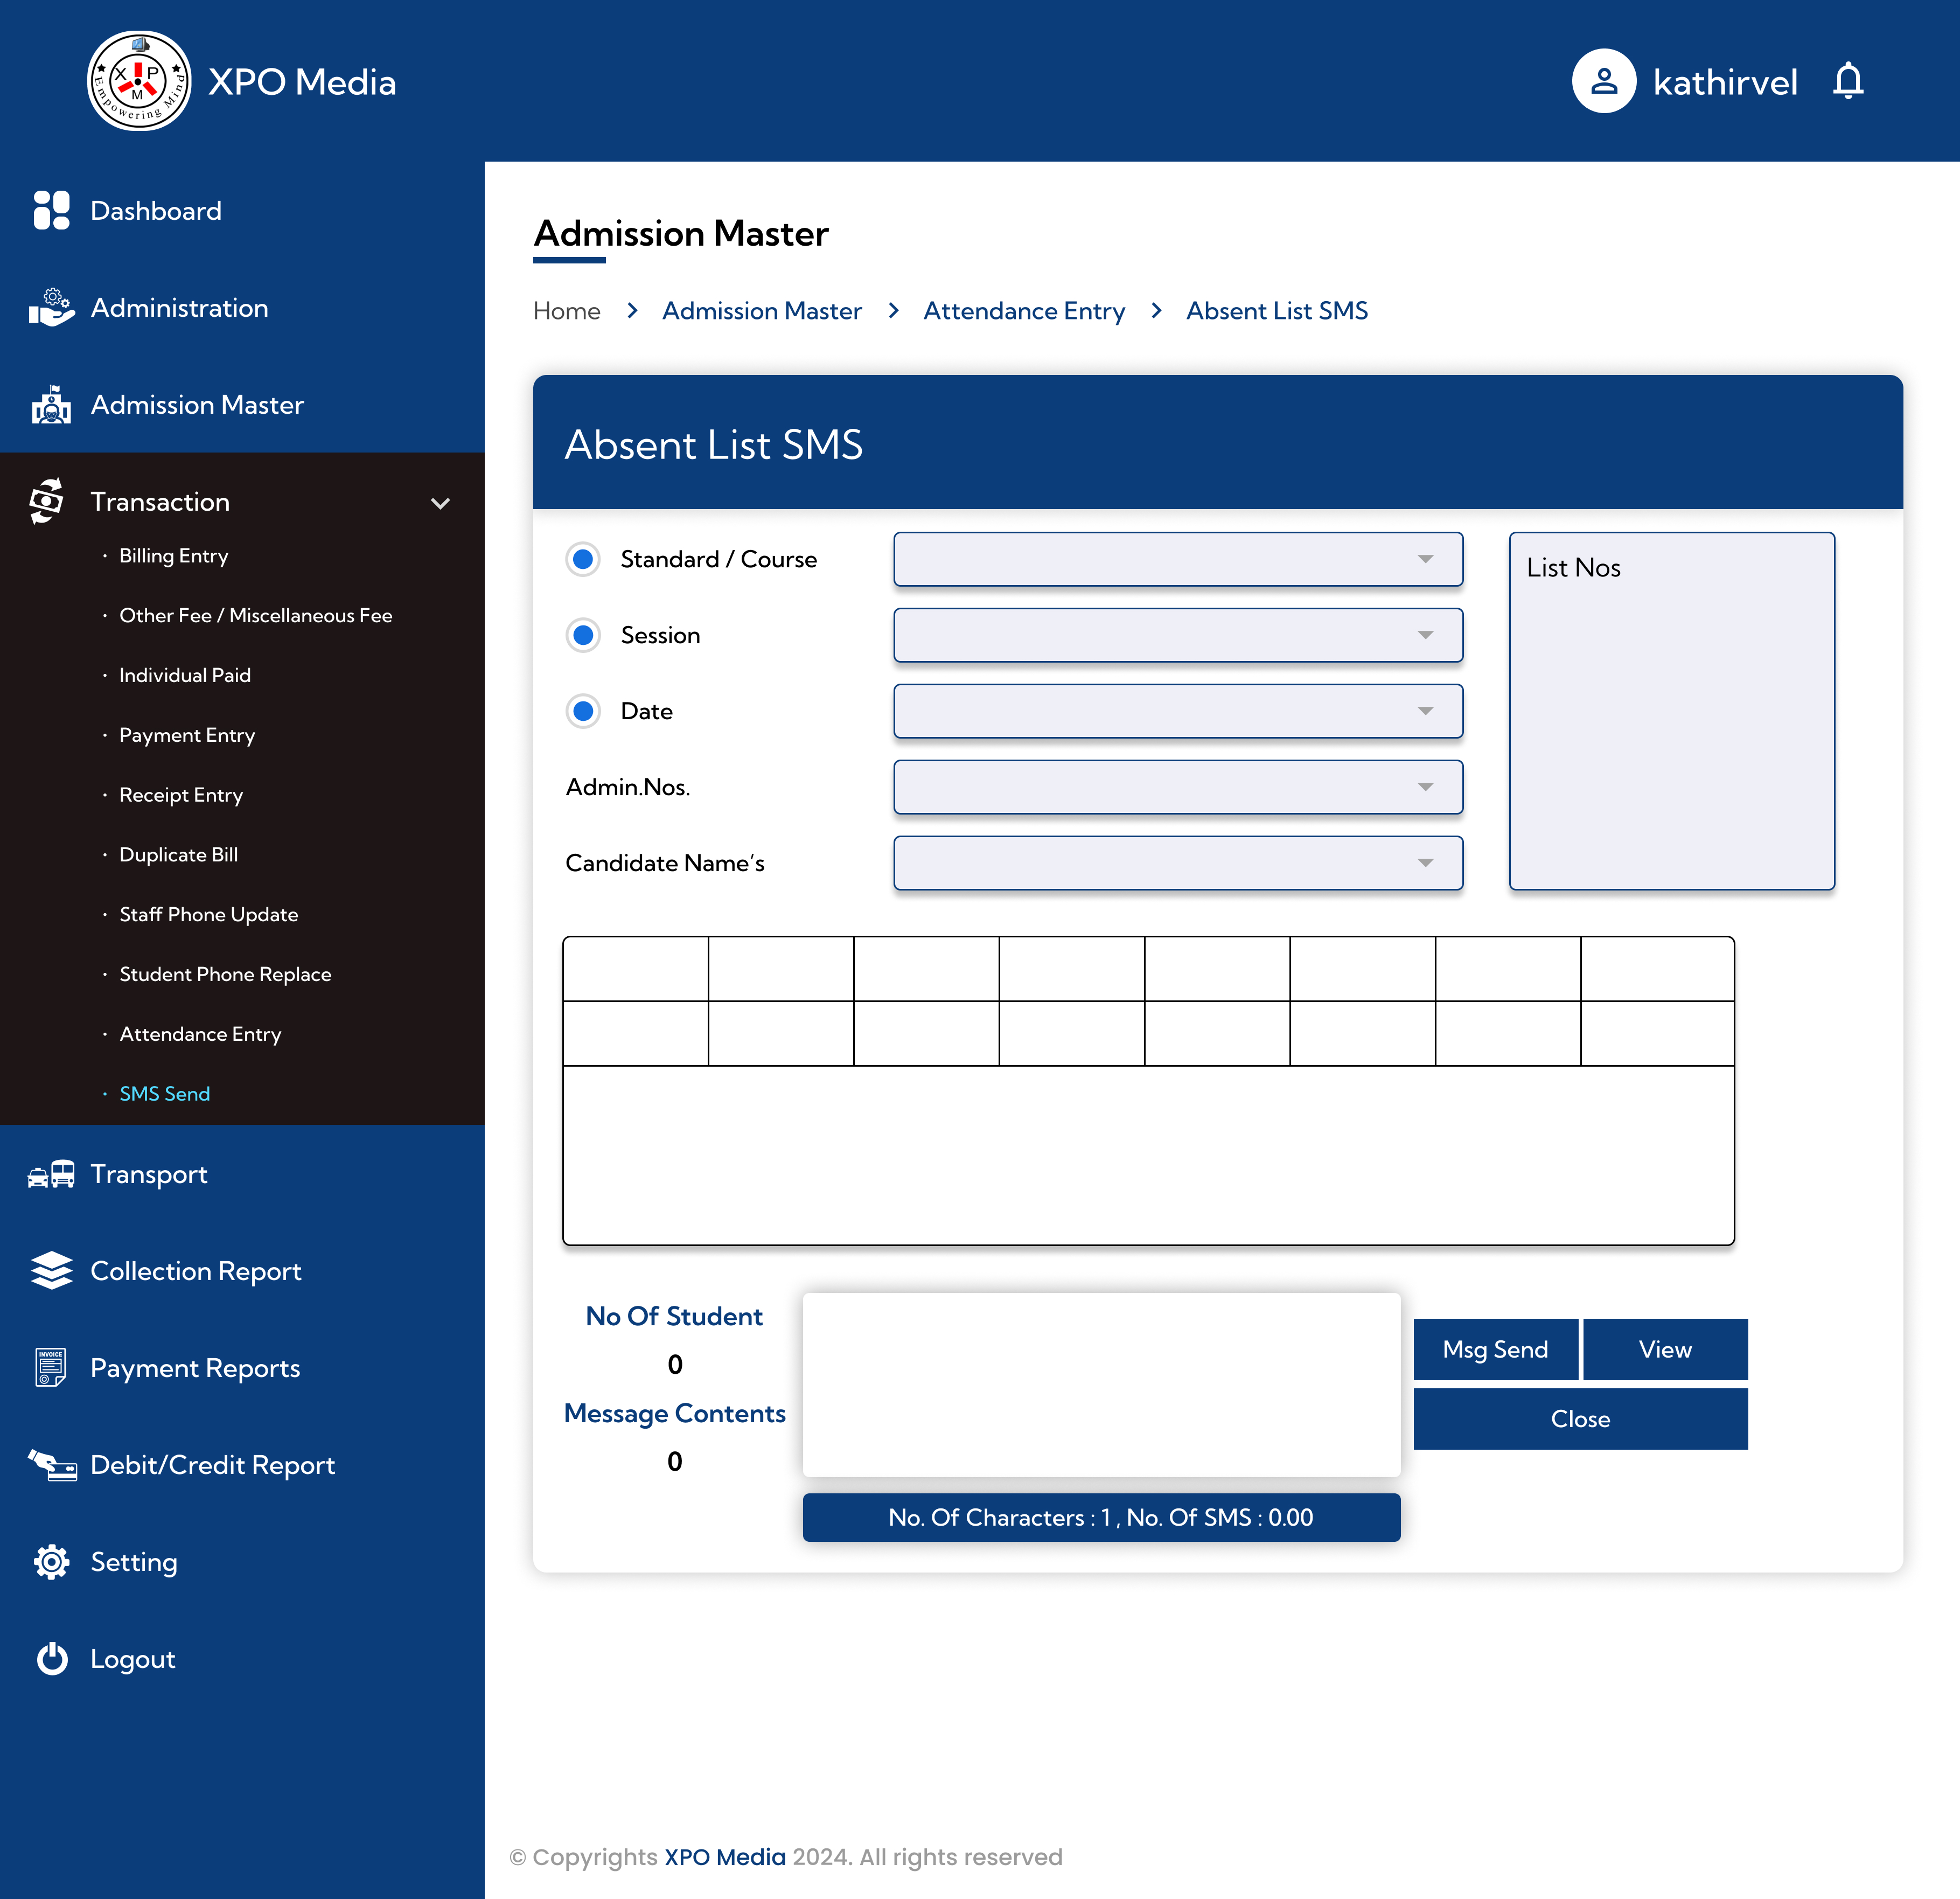 X P M
Empowering Mind
XPO Media
kathirvel
Dashboard
Administration
Admission Master
Transaction
· Billing Entry
· Other Fee / Miscellaneous Fee
· Individual Paid
· Payment Entry
· Receipt Entry
· Duplicate Bill
· Staff Phone Update
· Student Phone Replace
· Attendance Entry
· SMS Send
Transport
Collection Report
INVOICE
Payment Reports
Debit/Credit Report
Setting
Logout
Admission Master
Home > Admission Master > Attendance Entry > Absent List SMS
Absent List SMS
Standard / Course
List Nos
Session
Date
Admin.Nos.
Candidate Name’s
No Of Student
0
Message Contents
0
Msg Send
View
Close
No. Of Characters : 1 , No. Of SMS : 0.00
© Copyrights XPO Media 2024. All rights reserved